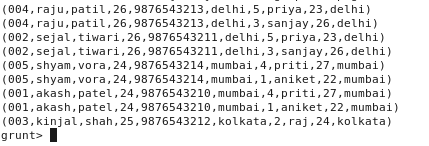 (004,raju,patil,26,9876543213,delhi,5,priya,23,delhi)
(004,raju,patil,26,9876543213,delhi,3,sanjay,26,delhi)
(002,sejal,tiwari,26,9876543211,delhi,5,priya,23,delhi)
(002,sejal,tiwari,26,9876543211,delhi,3,sanjay,26,delhi)
(005,shyam,vora,24,9876543214,mumbai,4,priti,27,mumbai)
(005,shyam,vora,24,9876543214,mumbai,1,aniket,22,mumbai)
(001,akash,patel,24,9876543210,mumbai,4,priti,27,mumbai)
(001,akash,patel,24,9876543210,mumbai,1,aniket,22,mumbai)
(003,kinjal,shah,25,9876543212,kolkata,2,raj,24,kolkata)
grunt>